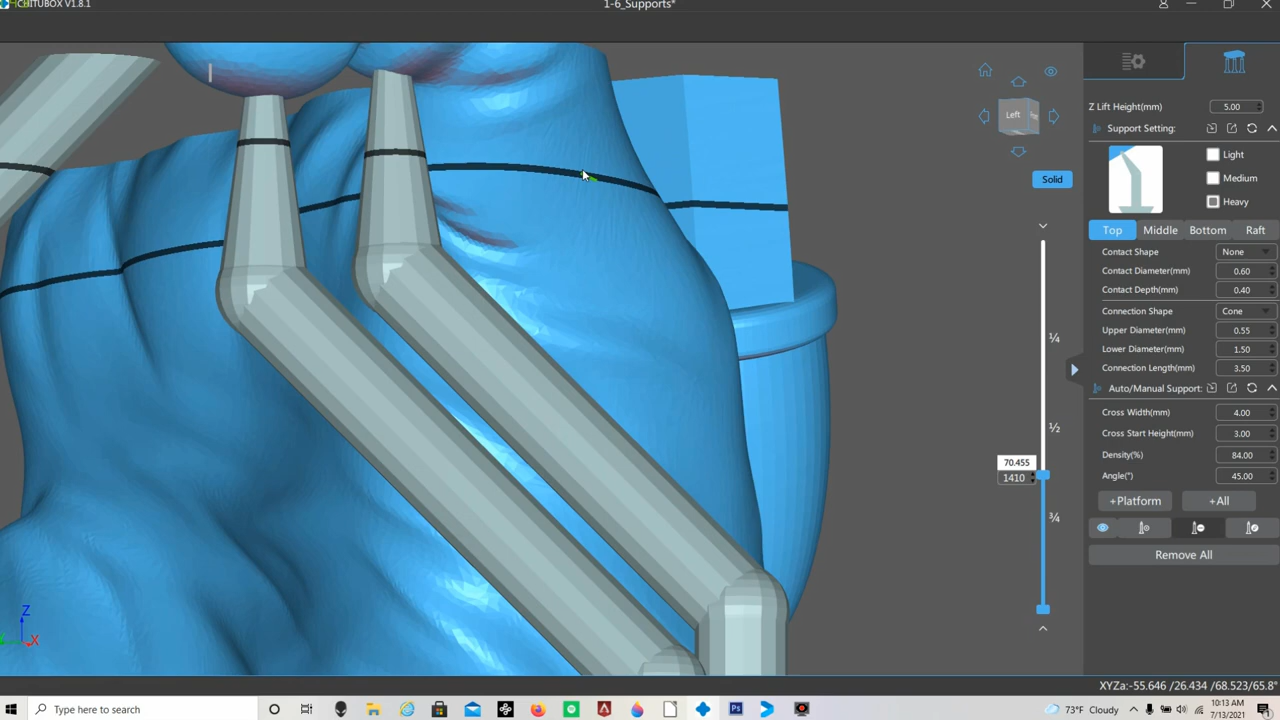 CHITUBOX V1.8.1
1-6_Supports*
Z Lift Height(mm) 5.00
Support Setting:
Left
Light
Medium
Heavy
Solid
Top Middle Bottom Raft
Contact Shape None
Contact Diameter(mm) 0.60
Contact Depth(mm) 0.40
Connection Shape Cone
Upper Diameter(mm) 0.55
Lower Diameter(mm) 1.50
Connection Length(mm) 3.50
Auto/Manual Support:
Cross Width(mm) 4.00
Cross Start Height(mm) 3.00
Density(%) 84.00
Angle(°) 45.00
¼
½
¾
70.455
1410
+Platform +All
Remove All
Z
X
XYZa:-55.646 /26.434 /68.523/65.8°
Type here to search
73°F Cloudy
10:13 AM
7/13/2021